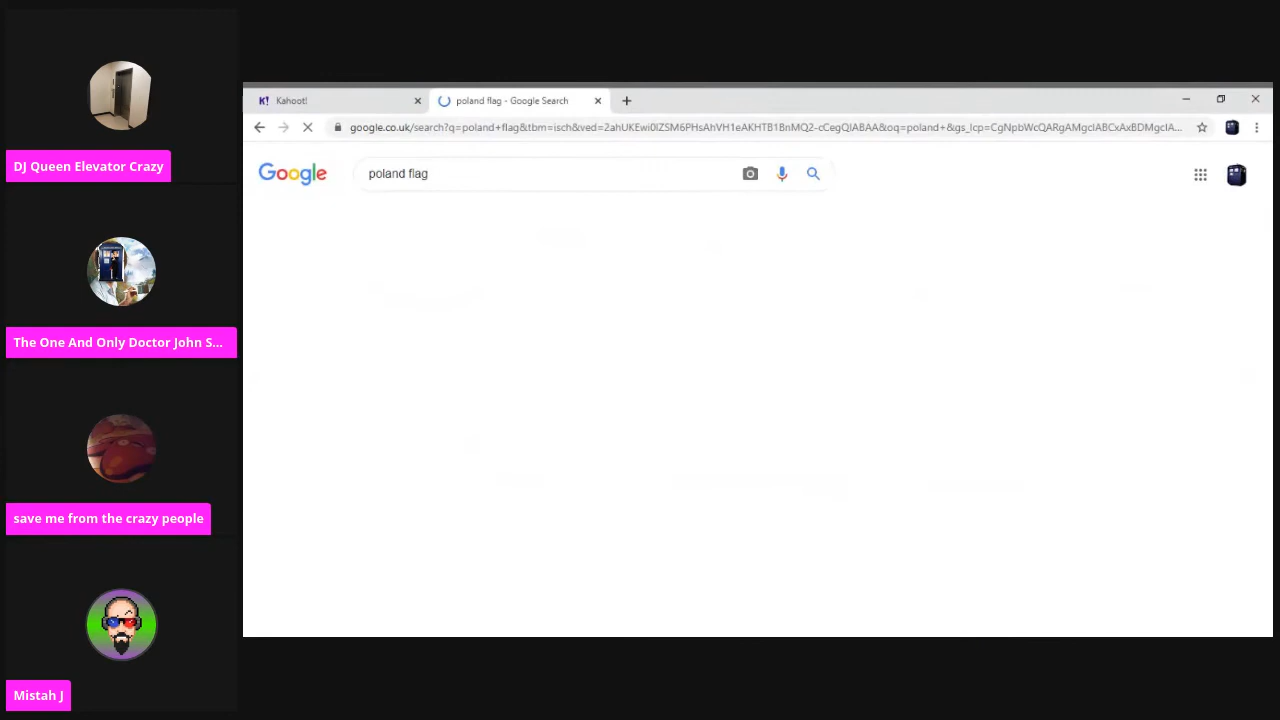 DJ Queen Elevator Crazy
The One And Only Doctor John S...
save me from the crazy people
Mistah J
K! Kahoot!
poland flag - Google Search
google.co.uk/search?q=poland+flag&tbm=isch&ved=2ahUKEwi0lZSM6PHsAhVH1eAKHTB1BnMQ2-cCegQIABAA&oq=poland+&gs_lcp=CgNpbWcQARgAMgcIABCxAxBDMgcIA...
Google
poland flag